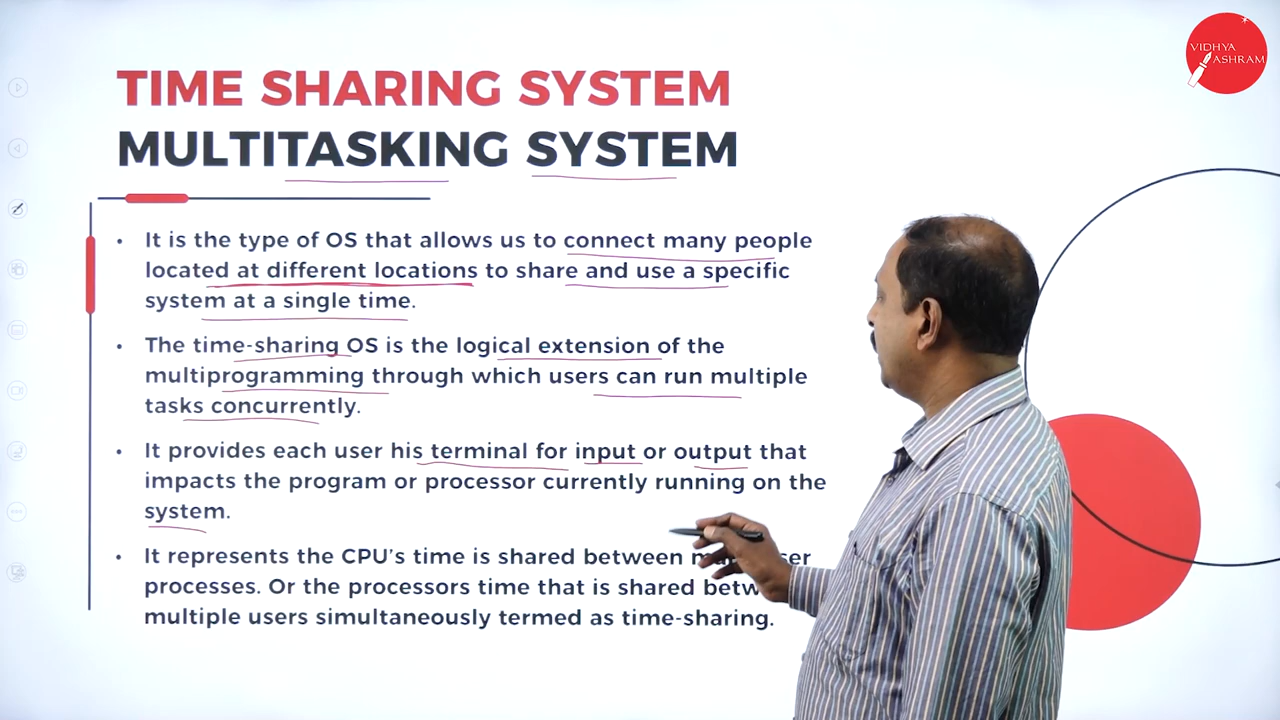 VIDHYA
ASHRAM
TIME SHARING SYSTEM
MULTITASKING SYSTEM
• It is the type of OS that allows us to connect many people
located at different locations to share and use a specific
system at a single time.
• The time-sharing OS is the logical extension of the
multiprogramming through which users can run multiple
tasks concurrently.
• It provides each user his terminal for input or output that
impacts the program or processor currently running on the
system.
• It represents the CPU's time is shared between
processes. Or the processors time that is shared
multiple users simultaneously termed as time-sharing.